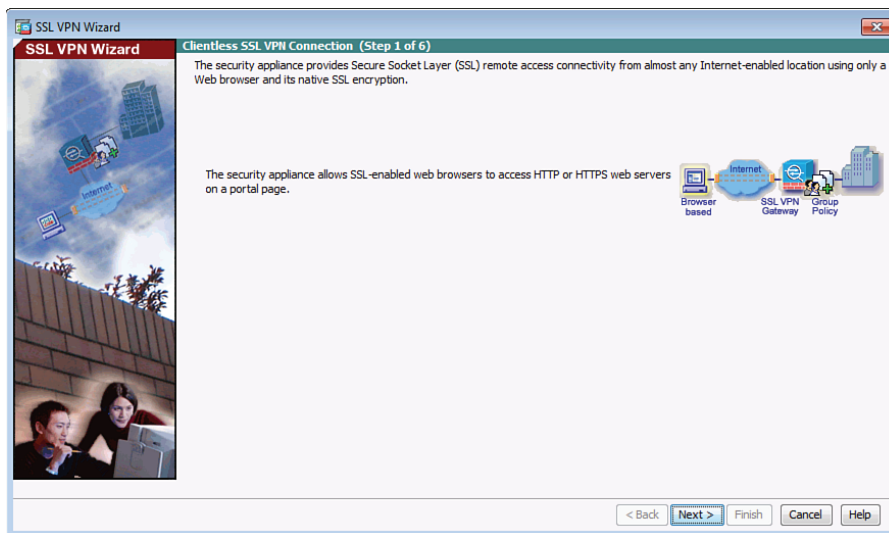 SSL VPN Wizard
SSL VPN Wizard
Clientless SSL VPN Connection (Step 1 of 6)
The security appliance provides Secure Socket Layer (SSL) remote access connectivity from almost any Internet-enabled location using only a
Web browser and its native SSL encryption.
The security appliance allows SSL-enabled web browsers to access HTTP or HTTPS web servers
on a portal page.
Internet
Browser
based
SSL VPN
Gateway
Group
Policy
Internet
< Back
Next >
Finish
Cancel
Help